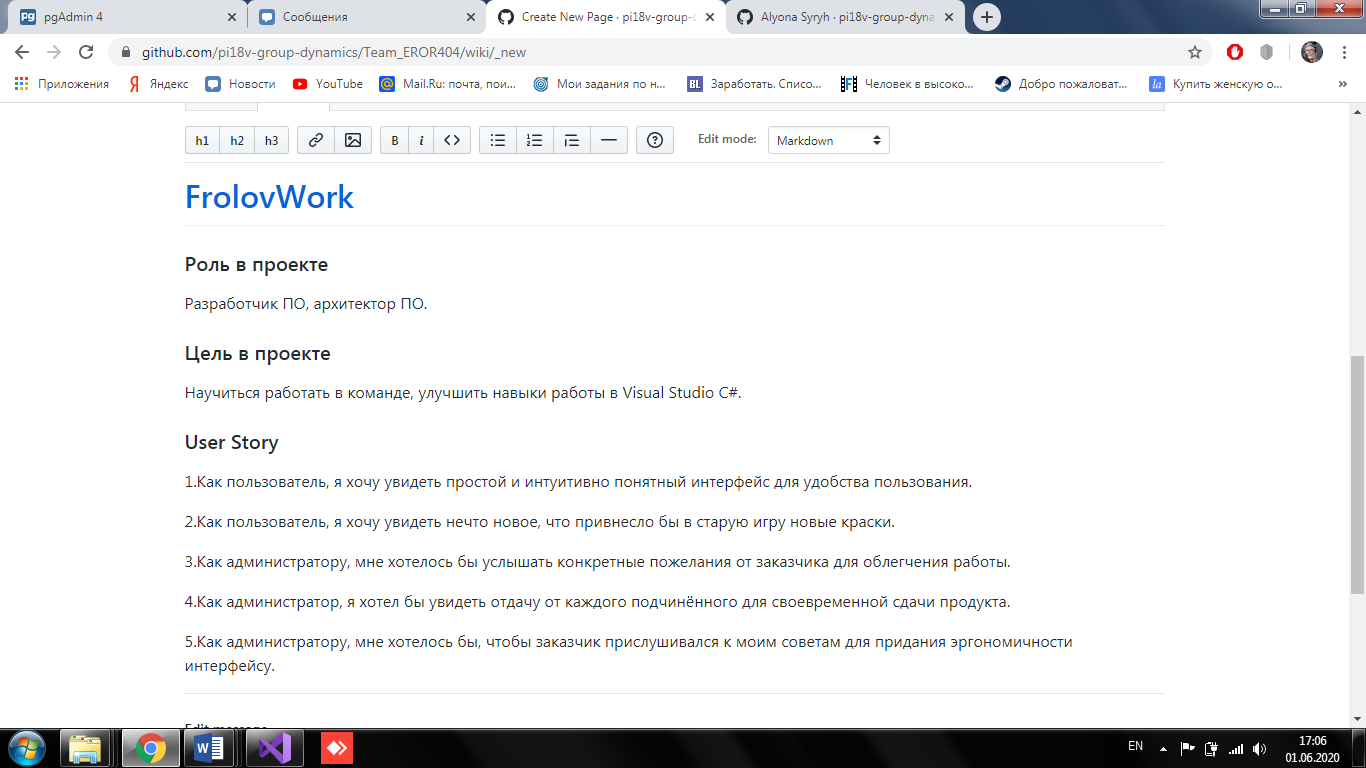 pgAdmin 4
Сообщения
Create New Page · pi18v-group-d
Alyona Syryh · pi18v-group-dyna
github.com/pi18v-group-dynamics/Team_EROR404/wiki/_new
Приложения
Яндекс
Новости
YouTube
Mail.Ru: почта, пои...
Мои задания по н...
Заработать. Списо...
Человек в высоко...
Добро пожаловат...
Купить женскую о...
»
h1 h2 h3 B i <> Edit mode: Markdown
FrolovWork
Роль в проекте
Разработчик ПО, архитектор ПО.
Цель в проекте
Научиться работать в команде, улучшить навыки работы в Visual Studio C#.
User Story
1.Как пользователь, я хочу увидеть простой и интуитивно понятный интерфейс для удобства пользования.
2.Как пользователь, я хочу увидеть нечто новое, что привнесло бы в старую игру новые краски.
3.Как администратору, мне хотелось бы услышать конкретные пожелания от заказчика для облегчения работы.
4.Как администратор, я хотел бы увидеть отдачу от каждого подчинённого для своевременной сдачи продукта.
5.Как администратору, мне хотелось бы, чтобы заказчик прислушивался к моим советам для придания эргономичности
интерфейсу.
Edit message
EN
17:06
01.06.2020